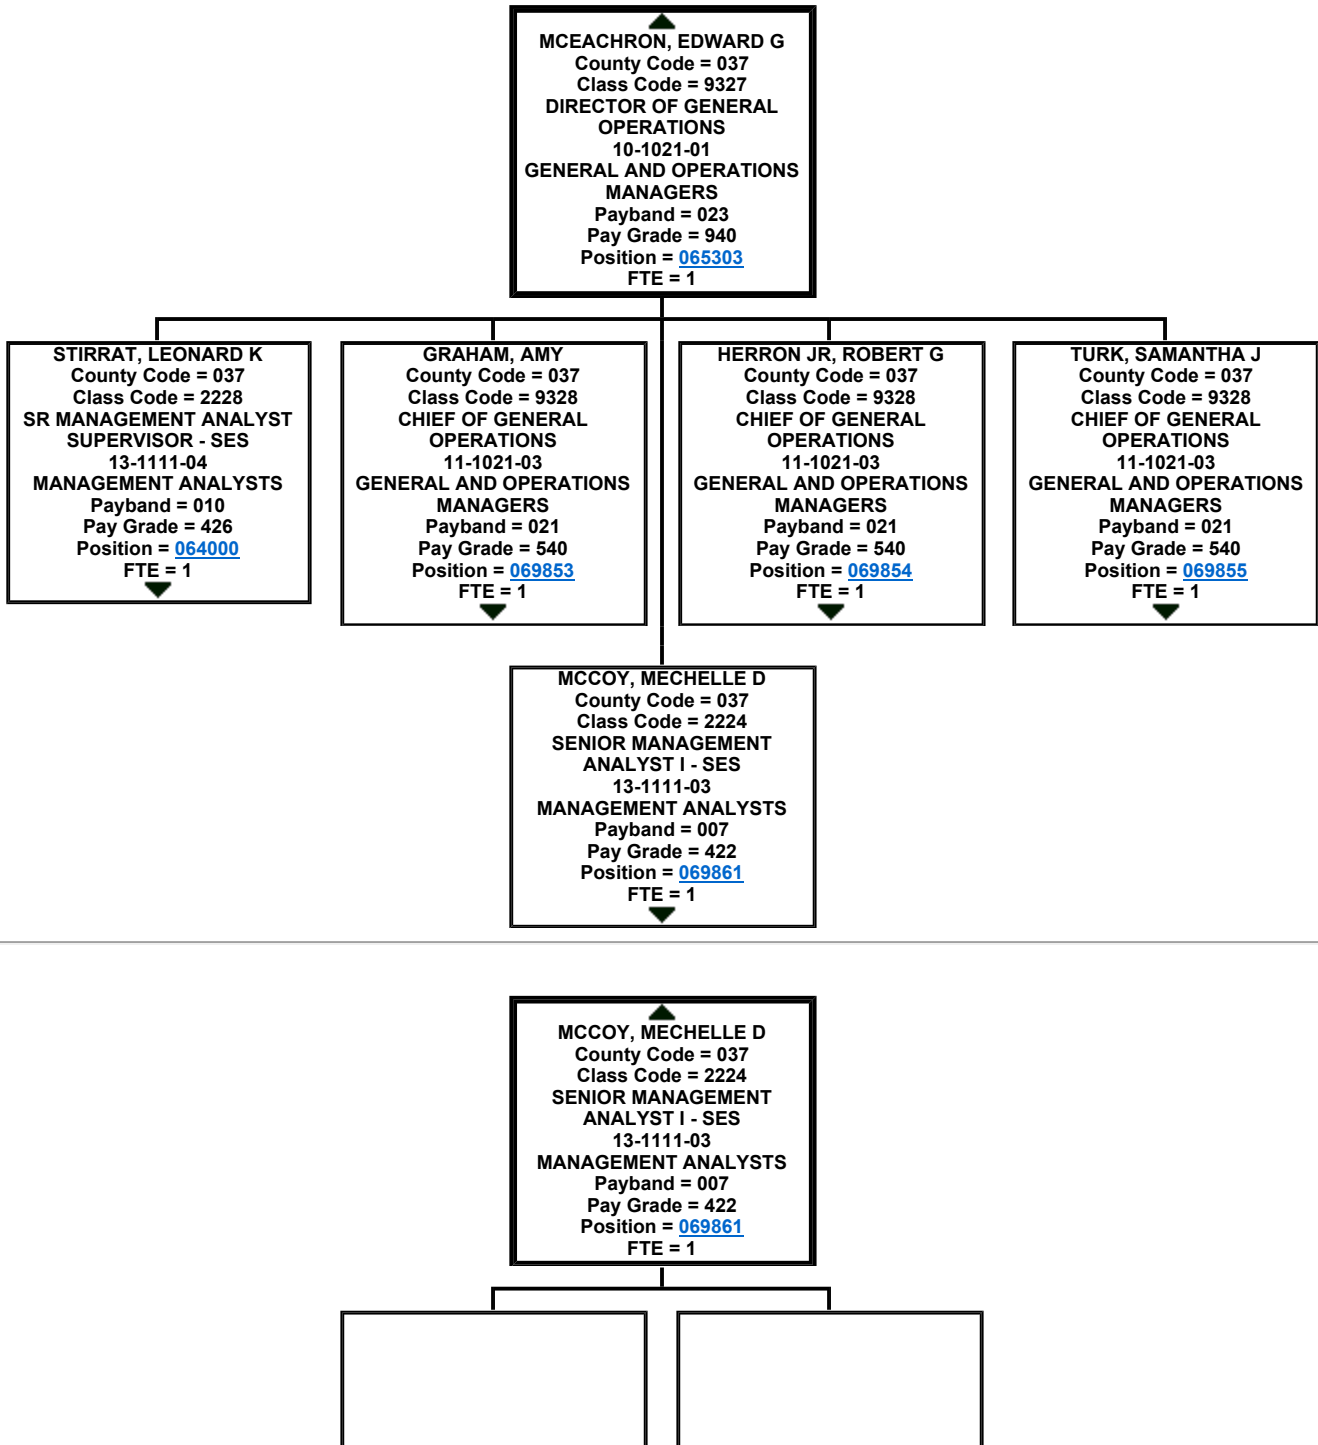 MCEACHRON, EDWARD G
County Code = 037
Class Code = 9327
DIRECTOR OF GENERAL
OPERATIONS
10-1021-01
GENERAL AND OPERATIONS
MANAGERS
Payband = 023
Pay Grade = 940
Position = 065303
FTE = 1
STIRRAT, LEONARD K
County Code = 037
Class Code = 2228
SR MANAGEMENT ANALYST
SUPERVISOR - SES
13-1111-04
MANAGEMENT ANALYSTS
Payband = 010
Pay Grade = 426
Position = 064000
FTE = 1
GRAHAM, AMY
County Code = 037
Class Code = 9328
CHIEF OF GENERAL
OPERATIONS
11-1021-03
GENERAL AND OPERATIONS
MANAGERS
Payband = 021
Pay Grade = 540
Position = 069853
FTE = 1
HERRON JR, ROBERT G
County Code = 037
Class Code = 9328
CHIEF OF GENERAL
OPERATIONS
11-1021-03
GENERAL AND OPERATIONS
MANAGERS
Payband = 021
Pay Grade = 540
Position = 069854
FTE = 1
TURK, SAMANTHA J
County Code = 037
Class Code = 9328
CHIEF OF GENERAL
OPERATIONS
11-1021-03
GENERAL AND OPERATIONS
MANAGERS
Payband = 021
Pay Grade = 540
Position = 069855
FTE = 1
MCCOY, MECHELLE D
County Code = 037
Class Code = 2224
SENIOR MANAGEMENT
ANALYST I - SES
13-1111-03
MANAGEMENT ANALYSTS
Payband = 007
Pay Grade = 422
Position = 069861
FTE = 1
MCCOY, MECHELLE D
County Code = 037
Class Code = 2224
SENIOR MANAGEMENT
ANALYST I - SES
13-1111-03
MANAGEMENT ANALYSTS
Payband = 007
Pay Grade = 422
Position = 069861
FTE = 1